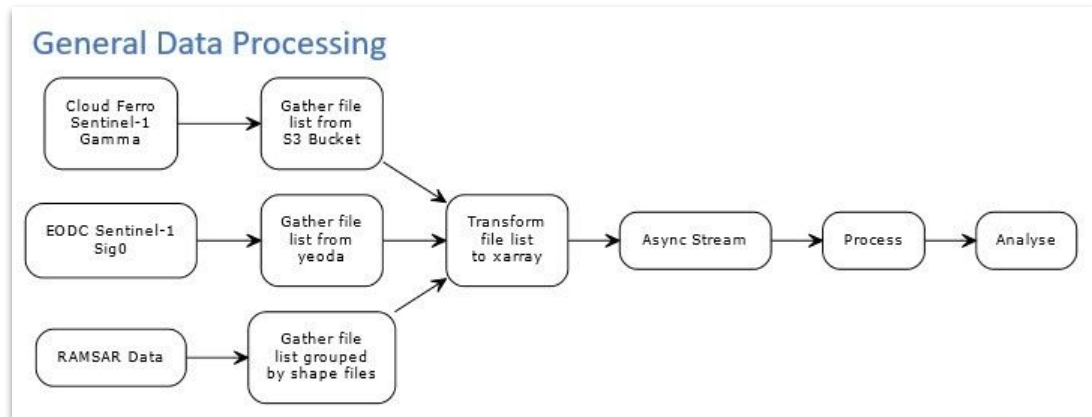 General Data Processing
Cloud Ferro
Sentinel-1
Gamma
Gather file
list from
S3 Bucket
EODC Sentinel-1
Sig0
Gather file
list from
yeoda
Transform
file list
to xarray
Async Stream
Process
Analyse
RAMSAR Data
Gather file
list grouped
by shape files